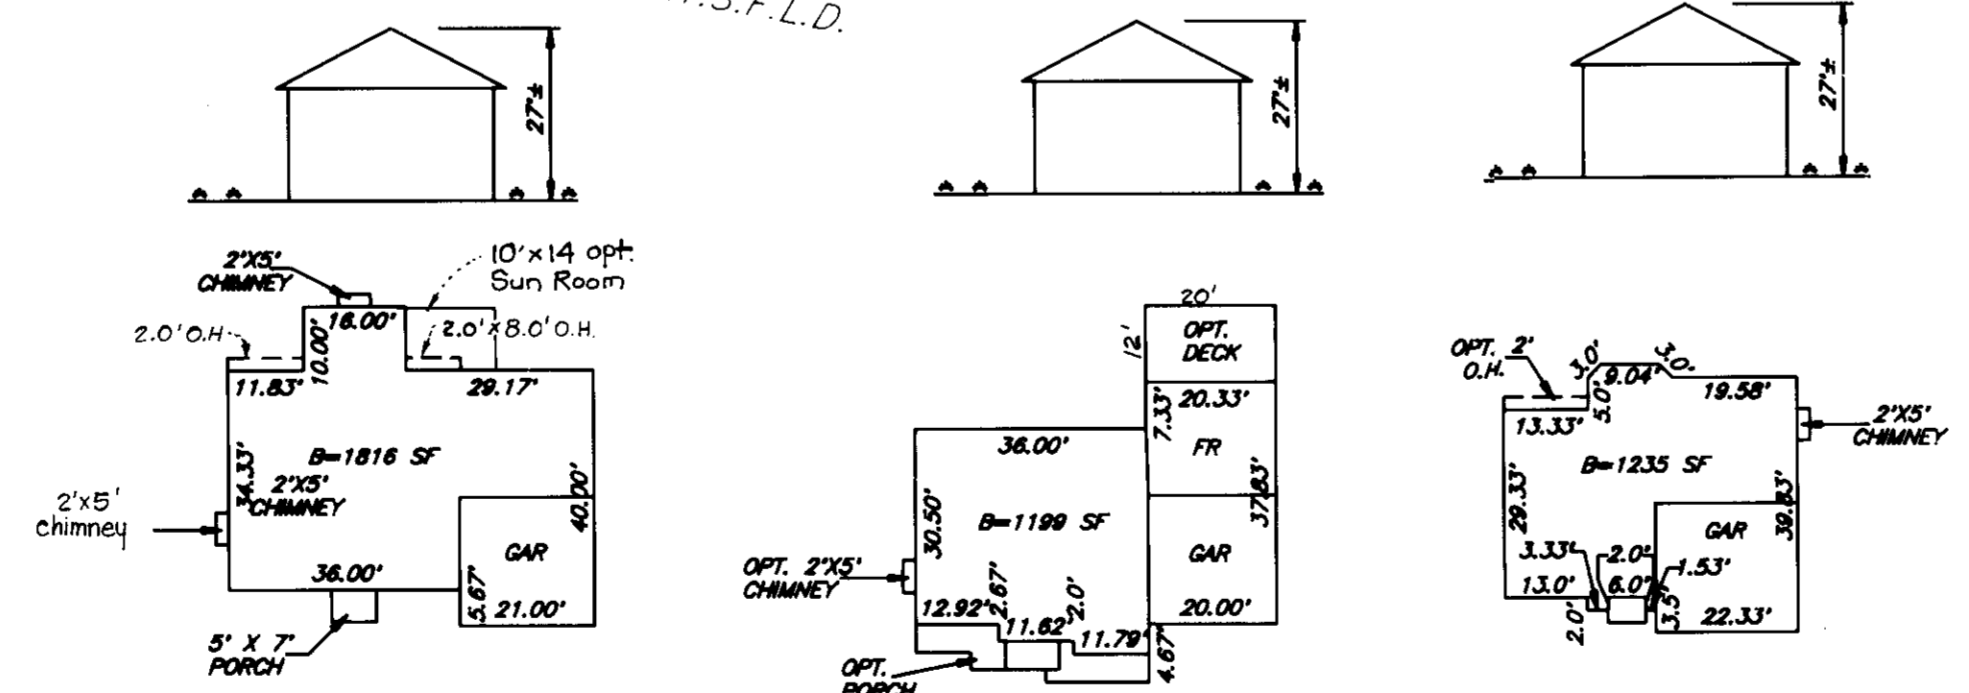 .S.F.L.D.
27'±
27'±
27'±
2'X5'
CHIMNEY
10'x14 opt.
Sun Room
2.0' O.H.
16.00'
10.00'
2.0' x 8.0' O.H.
11.83'
29.17'
34.33'
B=1816 SF
2'X5'
CHIMNEY
40.00'
2'x5'
chimney
GAR
36.00'
5.67'
21.00'
5' X 7'
PORCH
20'
12'
OPT.
DECK
20.33'
7.33'
36.00'
FR
37.83'
30.50'
B=1199 SF
GAR
OPT. 2'X5'
CHIMNEY
12.92'
2.67'
2.0'
11.62'
11.79'
20.00'
4.67'
OPT.
PORCH
OPT. 2'
O.H.
3.0'
9.04'
3.0'
19.58'
5.0'
13.33'
2'X5'
CHIMNEY
B=1235 SF
29.33'
39.83'
GAR
3.33'
2.0'
1.53'
13.0'
6.0'
2.0'
3.5'
22.33'